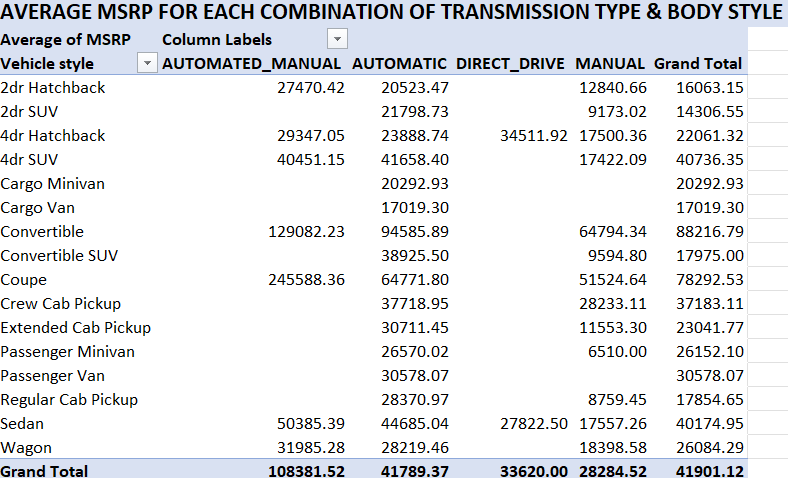 AVERAGE MSRP FOR EACH COMBINATION OF TRANSMISSION TYPE & BODY STYLE
Average of MSRP Column Labels
Vehicle style AUTOMATED_MANUAL AUTOMATIC DIRECT_DRIVE MANUAL Grand Total
2dr Hatchback 27470.42 20523.47 12840.66 16063.15
2dr SUV 21798.73 9173.02 14306.55
4dr Hatchback 29347.05 23888.74 34511.92 17500.36 22061.32
4dr SUV 40451.15 41658.40 17422.09 40736.35
Cargo Minivan 20292.93 20292.93
Cargo Van 17019.30 17019.30
Convertible 129082.23 94585.89 64794.34 88216.79
Convertible SUV 38925.50 9594.80 17975.00
Coupe 245588.36 64771.80 51524.64 78292.53
Crew Cab Pickup 37718.95 28233.11 37183.11
Extended Cab Pickup 30711.45 11553.30 23041.77
Passenger Minivan 26570.02 6510.00 26152.10
Passenger Van 30578.07 30578.07
Regular Cab Pickup 28370.97 8759.45 17854.65
Sedan 50385.39 44685.04 27822.50 17557.26 40174.95
Wagon 31985.28 28219.46 18398.58 26084.29
Grand Total 108381.52 41789.37 33620.00 28284.52 41901.12